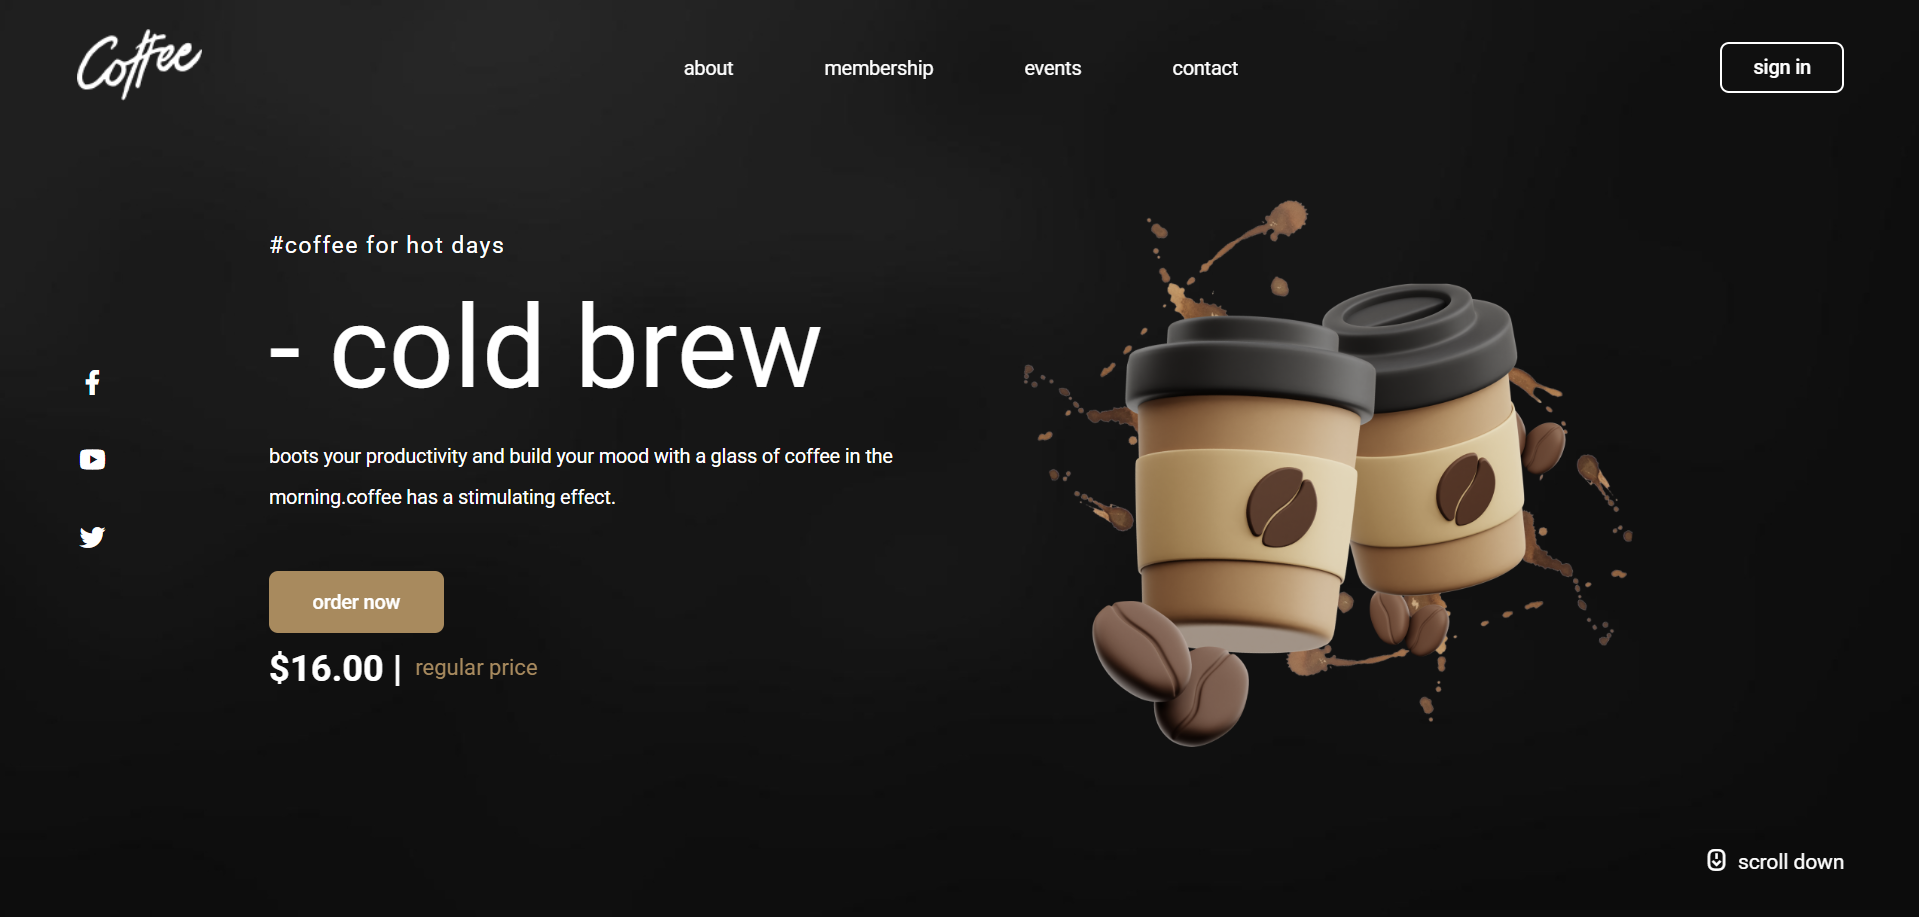 Coffee
about
membership
events
contact
sign in
#coffee for hot days
- cold brew
boots your productivity and build your mood with a glass of coffee in the
morning.coffee has a stimulating effect.
order now
$16.00 | regular price
scroll down